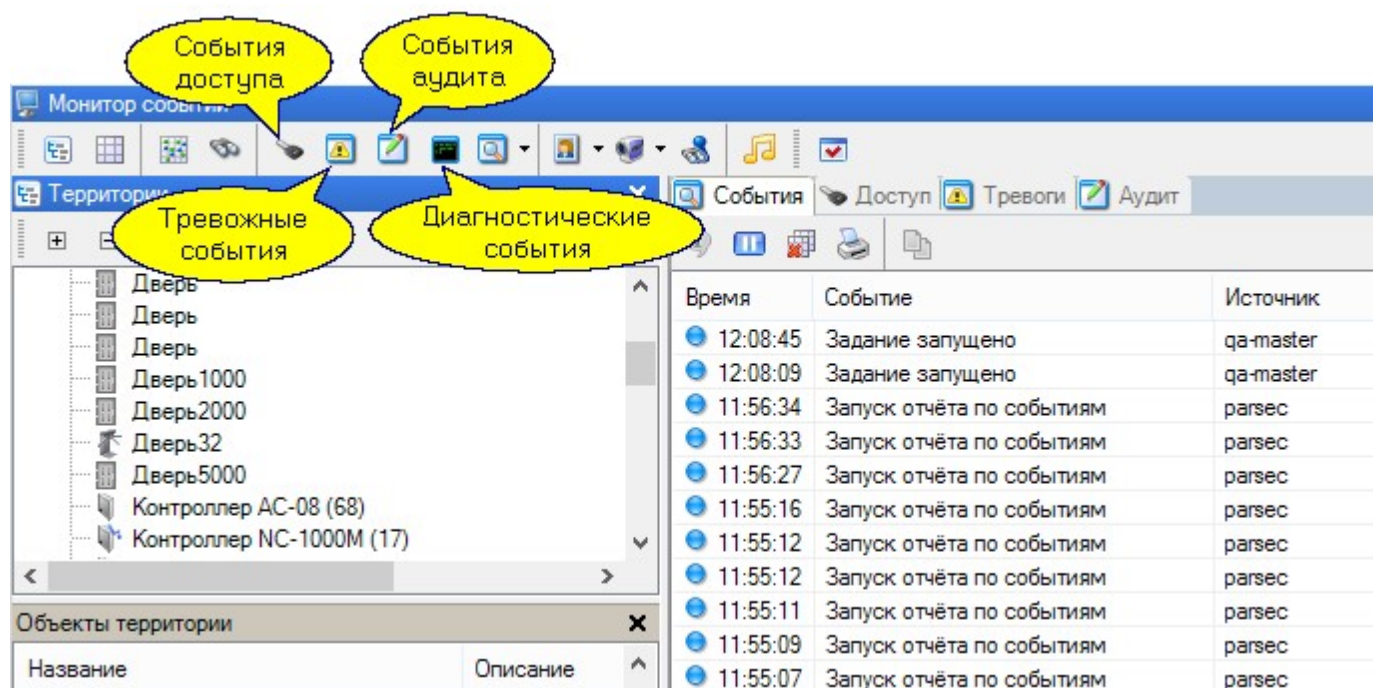 События
доступа
События
аудита
Монитор событий
Территории
События Доступ Тревоги Аудит
Тревожные
события
Диагностические
события
Дверь
Дверь
Дверь
Дверь1000
Дверь2000
Дверь32
Дверь5000
Контроллер AC-08 (68)
Контроллер NC-1000M (17)
Объекты территории
Название Описание
Время Событие Источник
12:08:45 Задание запущено qa-master
12:08:09 Задание запущено qa-master
11:56:34 Запуск отчёта по событиям parsec
11:56:33 Запуск отчёта по событиям parsec
11:56:27 Запуск отчёта по событиям parsec
11:55:16 Запуск отчёта по событиям parsec
11:55:12 Запуск отчёта по событиям parsec
11:55:12 Запуск отчёта по событиям parsec
11:55:11 Запуск отчёта по событиям parsec
11:55:09 Запуск отчёта по событиям parsec
11:55:07 Запуск отчёта по событиям parsec